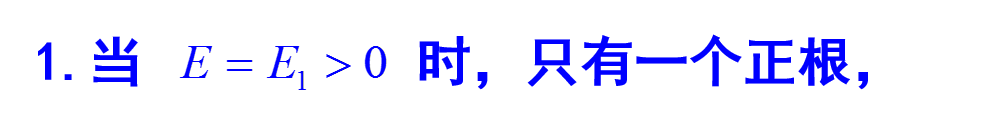 1.当 E = E₁ > 0 时，只有一个正根，